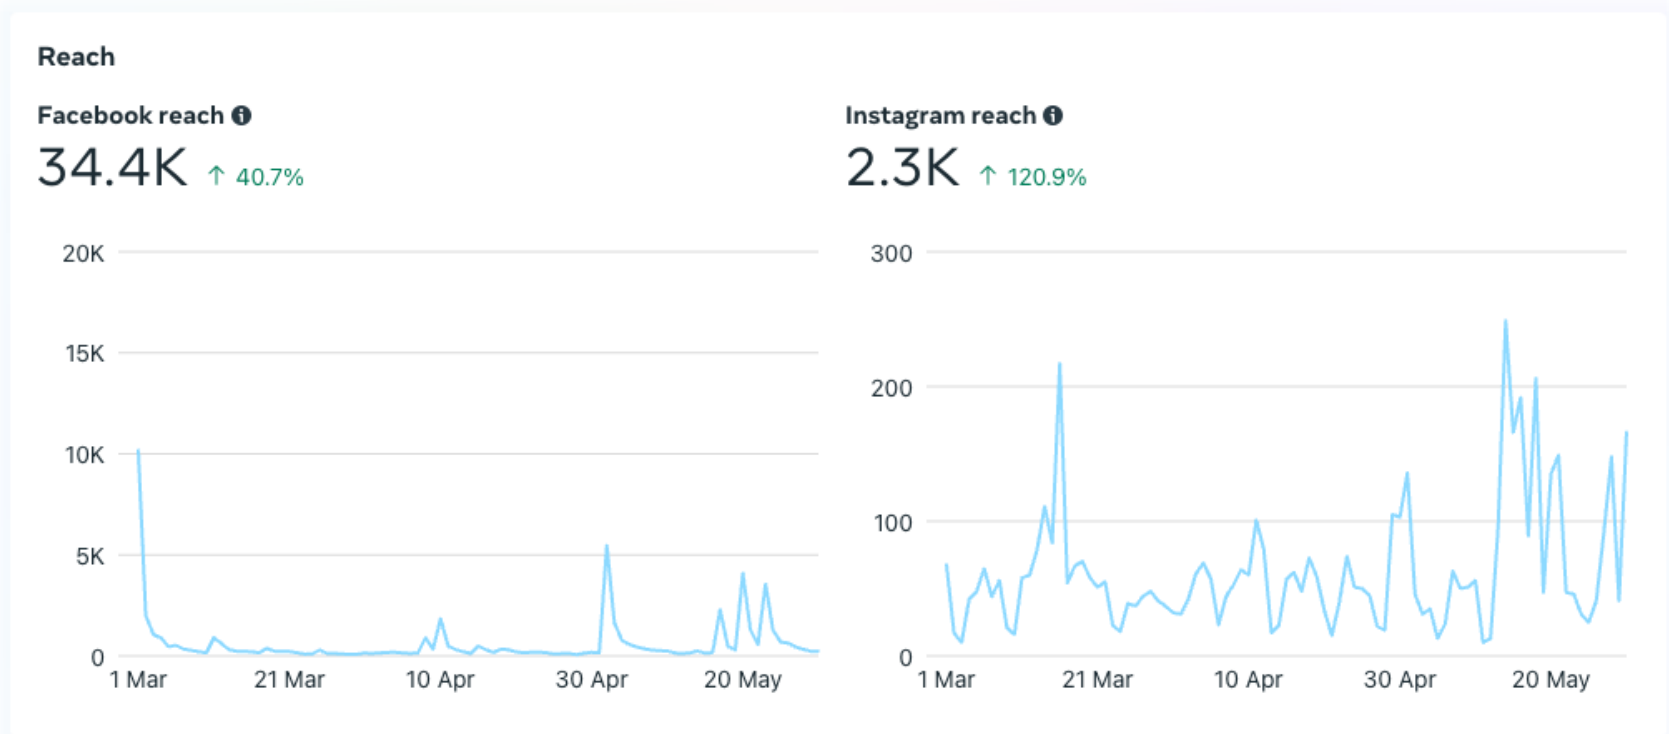 Reach
Facebook reach
34.4K ↑ 40.7%
20K
15K
10K
5K
0
1 Mar 21 Mar 10 Apr 30 Apr 20 May
Instagram reach
2.3K ↑ 120.9%
300
200
100
0
1 Mar 21 Mar 10 Apr 30 Apr 20 May